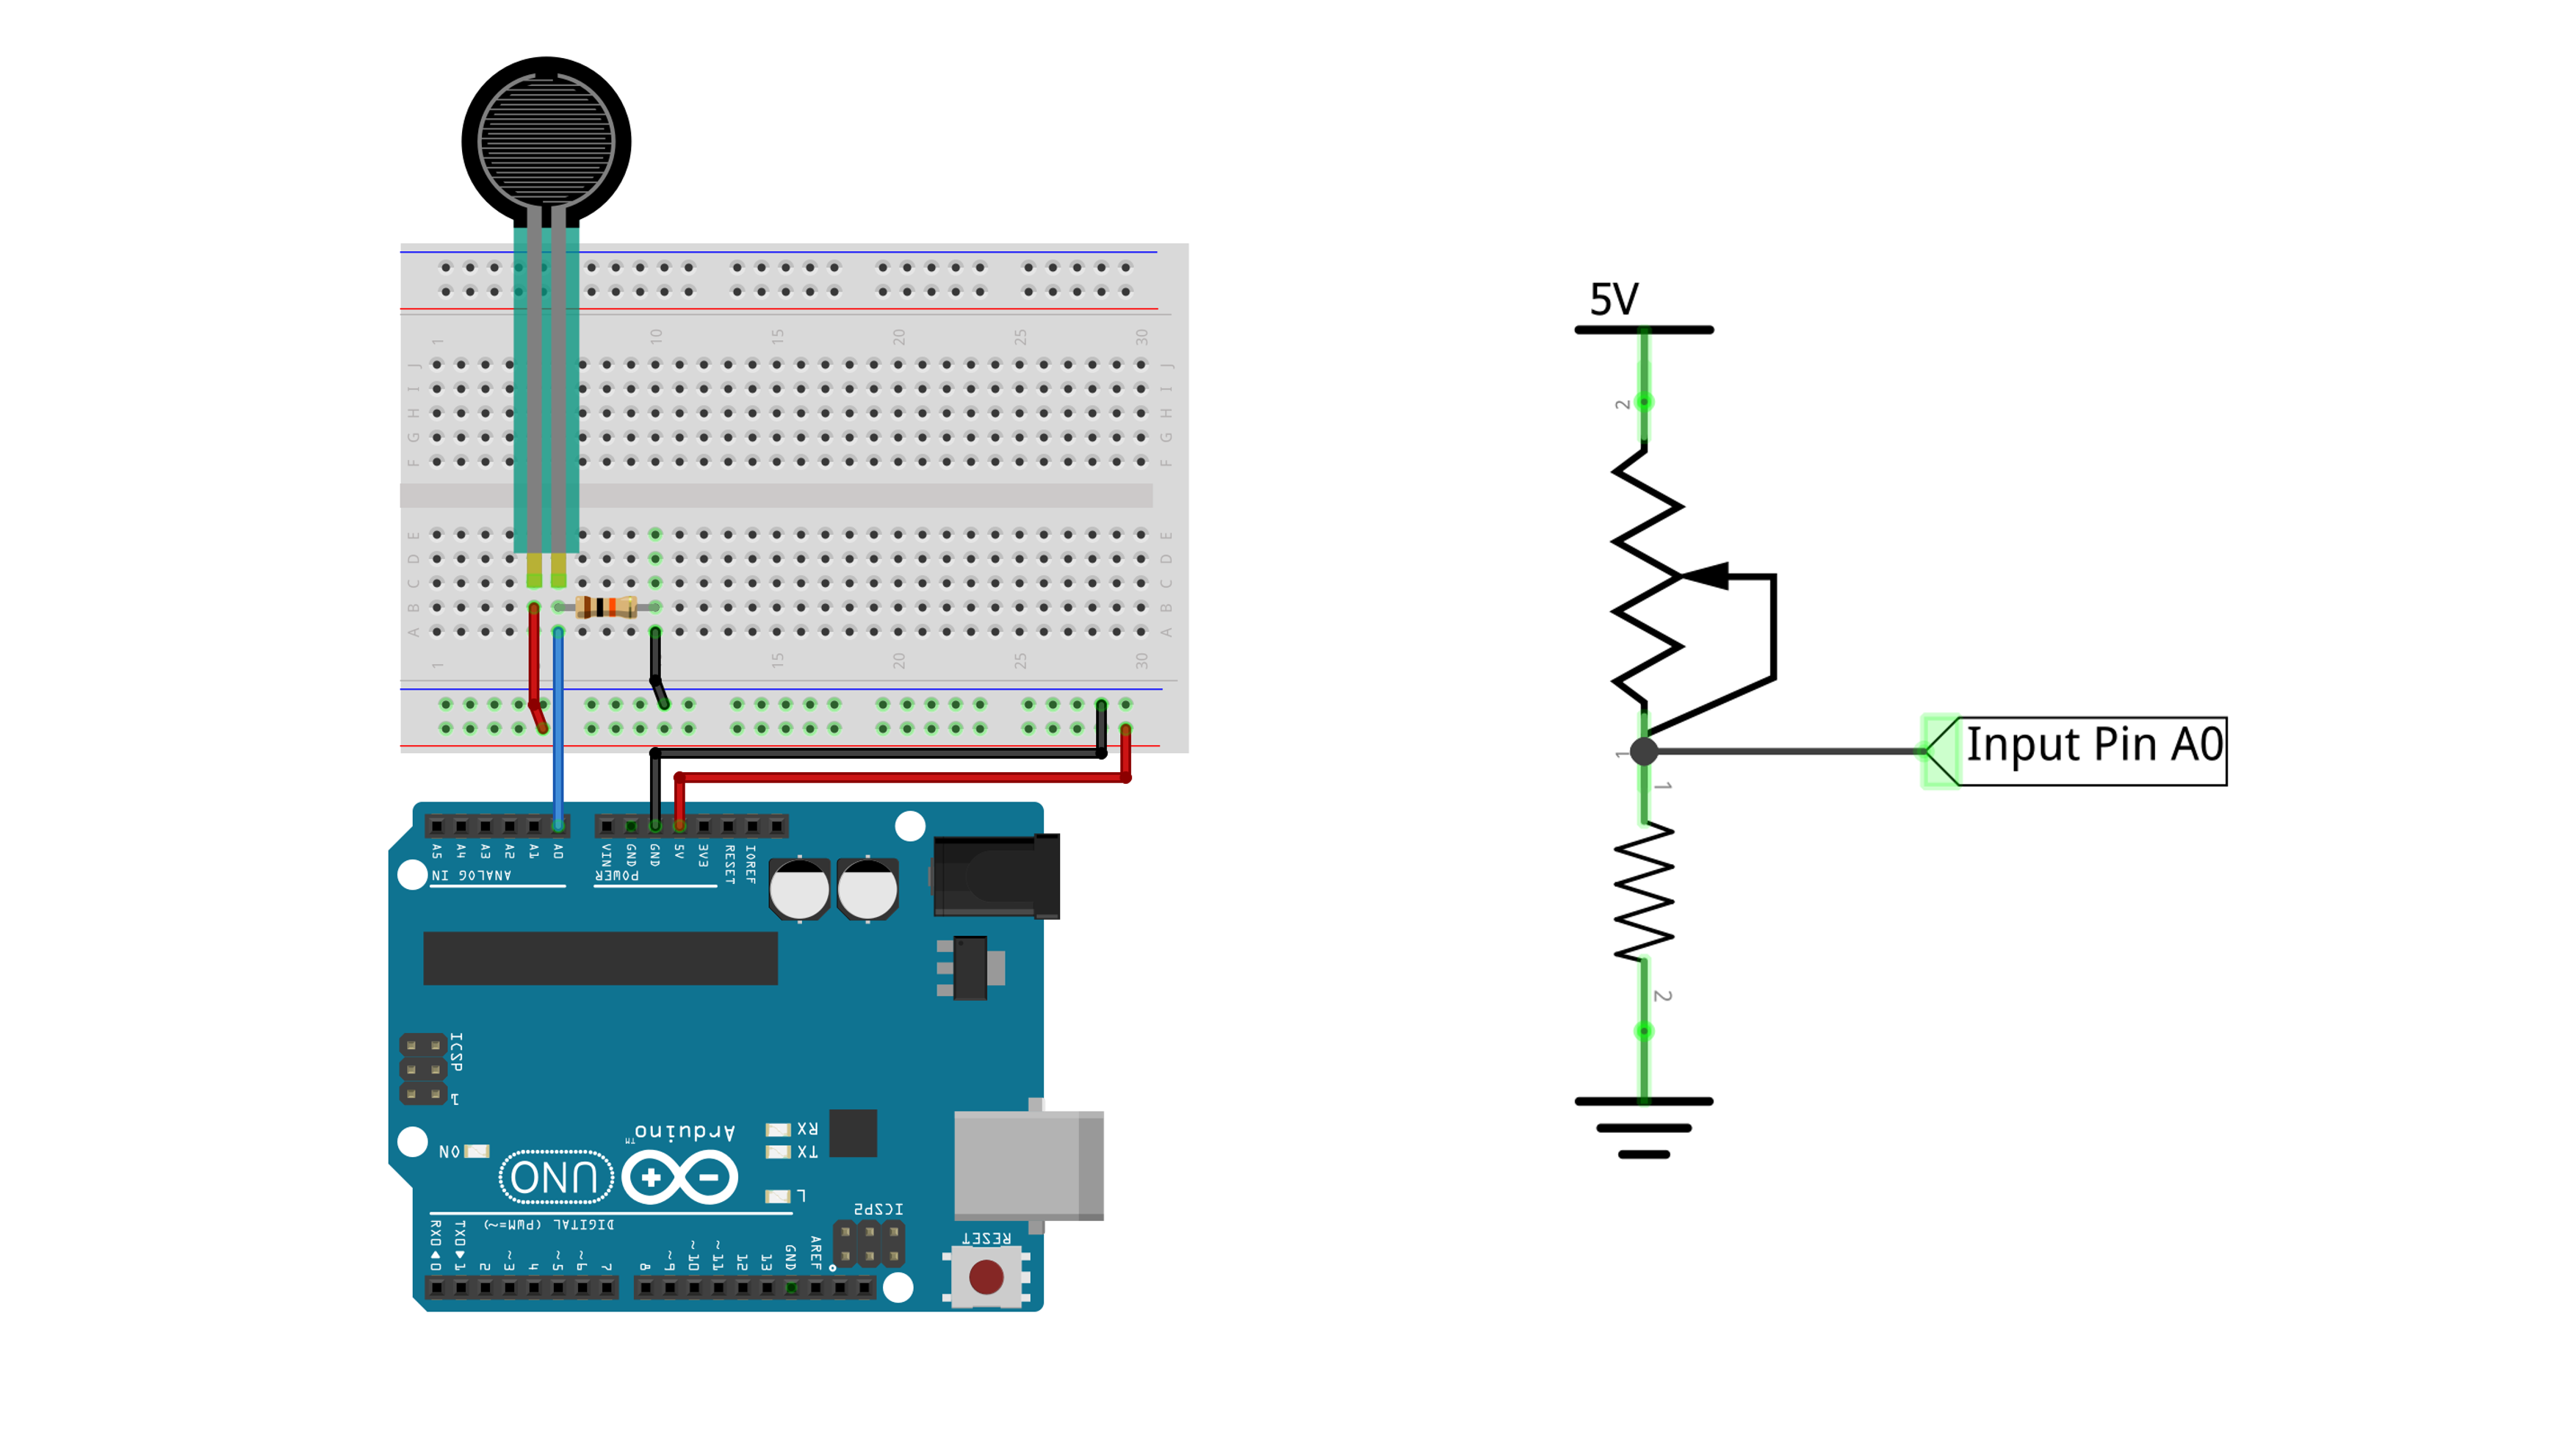 1 10 15 20 25 30
J J
I I
H H
G G
F F
E E
D D
C C
B B
A A
1 15 20 25 30
A5 A4 A3 A2 A1 A0 VIN GND GND 5V 3V3 RESET IOREF
ANALOG IN POWER
ICSP
1
Arduino™
RX
TX
ON
UNO
L
ICSP2
DIGITAL (PWM=~)
RX0◀0 TX0▶1 2 ~3 4 ~5 ~6 7 8 ~9 ~10 ~11 12 13 GND AREF
RESET
5V
2
1
Input Pin A0
1
2